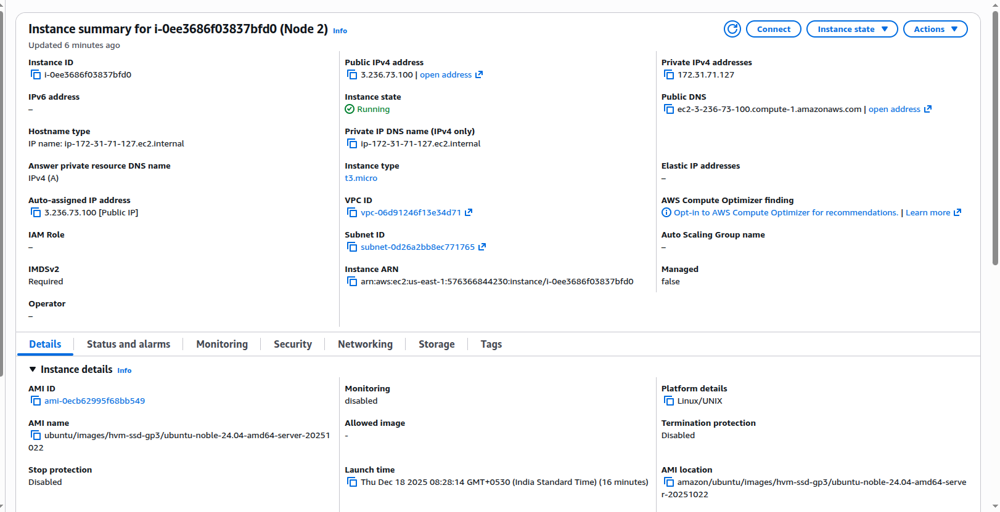 Instance summary for i-0ee3686f03837bfd0 (Node 2) Info
Connect
Instance state
Actions
Updated 6 minutes ago
Instance ID
i-0ee3686f03837bfd0
Public IPv4 address
3.236.73.100 | open address
Private IPv4 addresses
172.31.71.127
IPv6 address
–
Instance state
Running
Public DNS
ec2-3-236-73-100.compute-1.amazonaws.com | open address
Hostname type
IP name: ip-172-31-71-127.ec2.internal
Private IP DNS name (IPv4 only)
ip-172-31-71-127.ec2.internal
Answer private resource DNS name
IPv4 (A)
Instance type
t3.micro
Elastic IP addresses
–
Auto-assigned IP address
3.236.73.100 [Public IP]
VPC ID
vpc-06d91246f13e34d71
AWS Compute Optimizer finding
Opt-in to AWS Compute Optimizer for recommendations. | Learn more
IAM Role
–
Subnet ID
subnet-0d26a2bb8ec771765
Auto Scaling Group name
–
IMDSv2
Required
Instance ARN
arn:aws:ec2:us-east-1:576366844230:instance/i-0ee3686f03837bfd0
Managed
false
Operator
–
Details
Status and alarms
Monitoring
Security
Networking
Storage
Tags
Instance details Info
AMI ID
ami-0ecb62995f68bb549
Monitoring
disabled
Platform details
Linux/UNIX
AMI name
ubuntu/images/hvm-ssd-gp3/ubuntu-noble-24.04-amd64-server-20251
022
Allowed image
-
Termination protection
Disabled
Stop protection
Disabled
Launch time
Thu Dec 18 2025 08:28:14 GMT+0530 (India Standard Time) (16 minutes)
AMI location
amazon/ubuntu/images/hvm-ssd-gp3/ubuntu-noble-24.04-amd64-serve
r-20251022